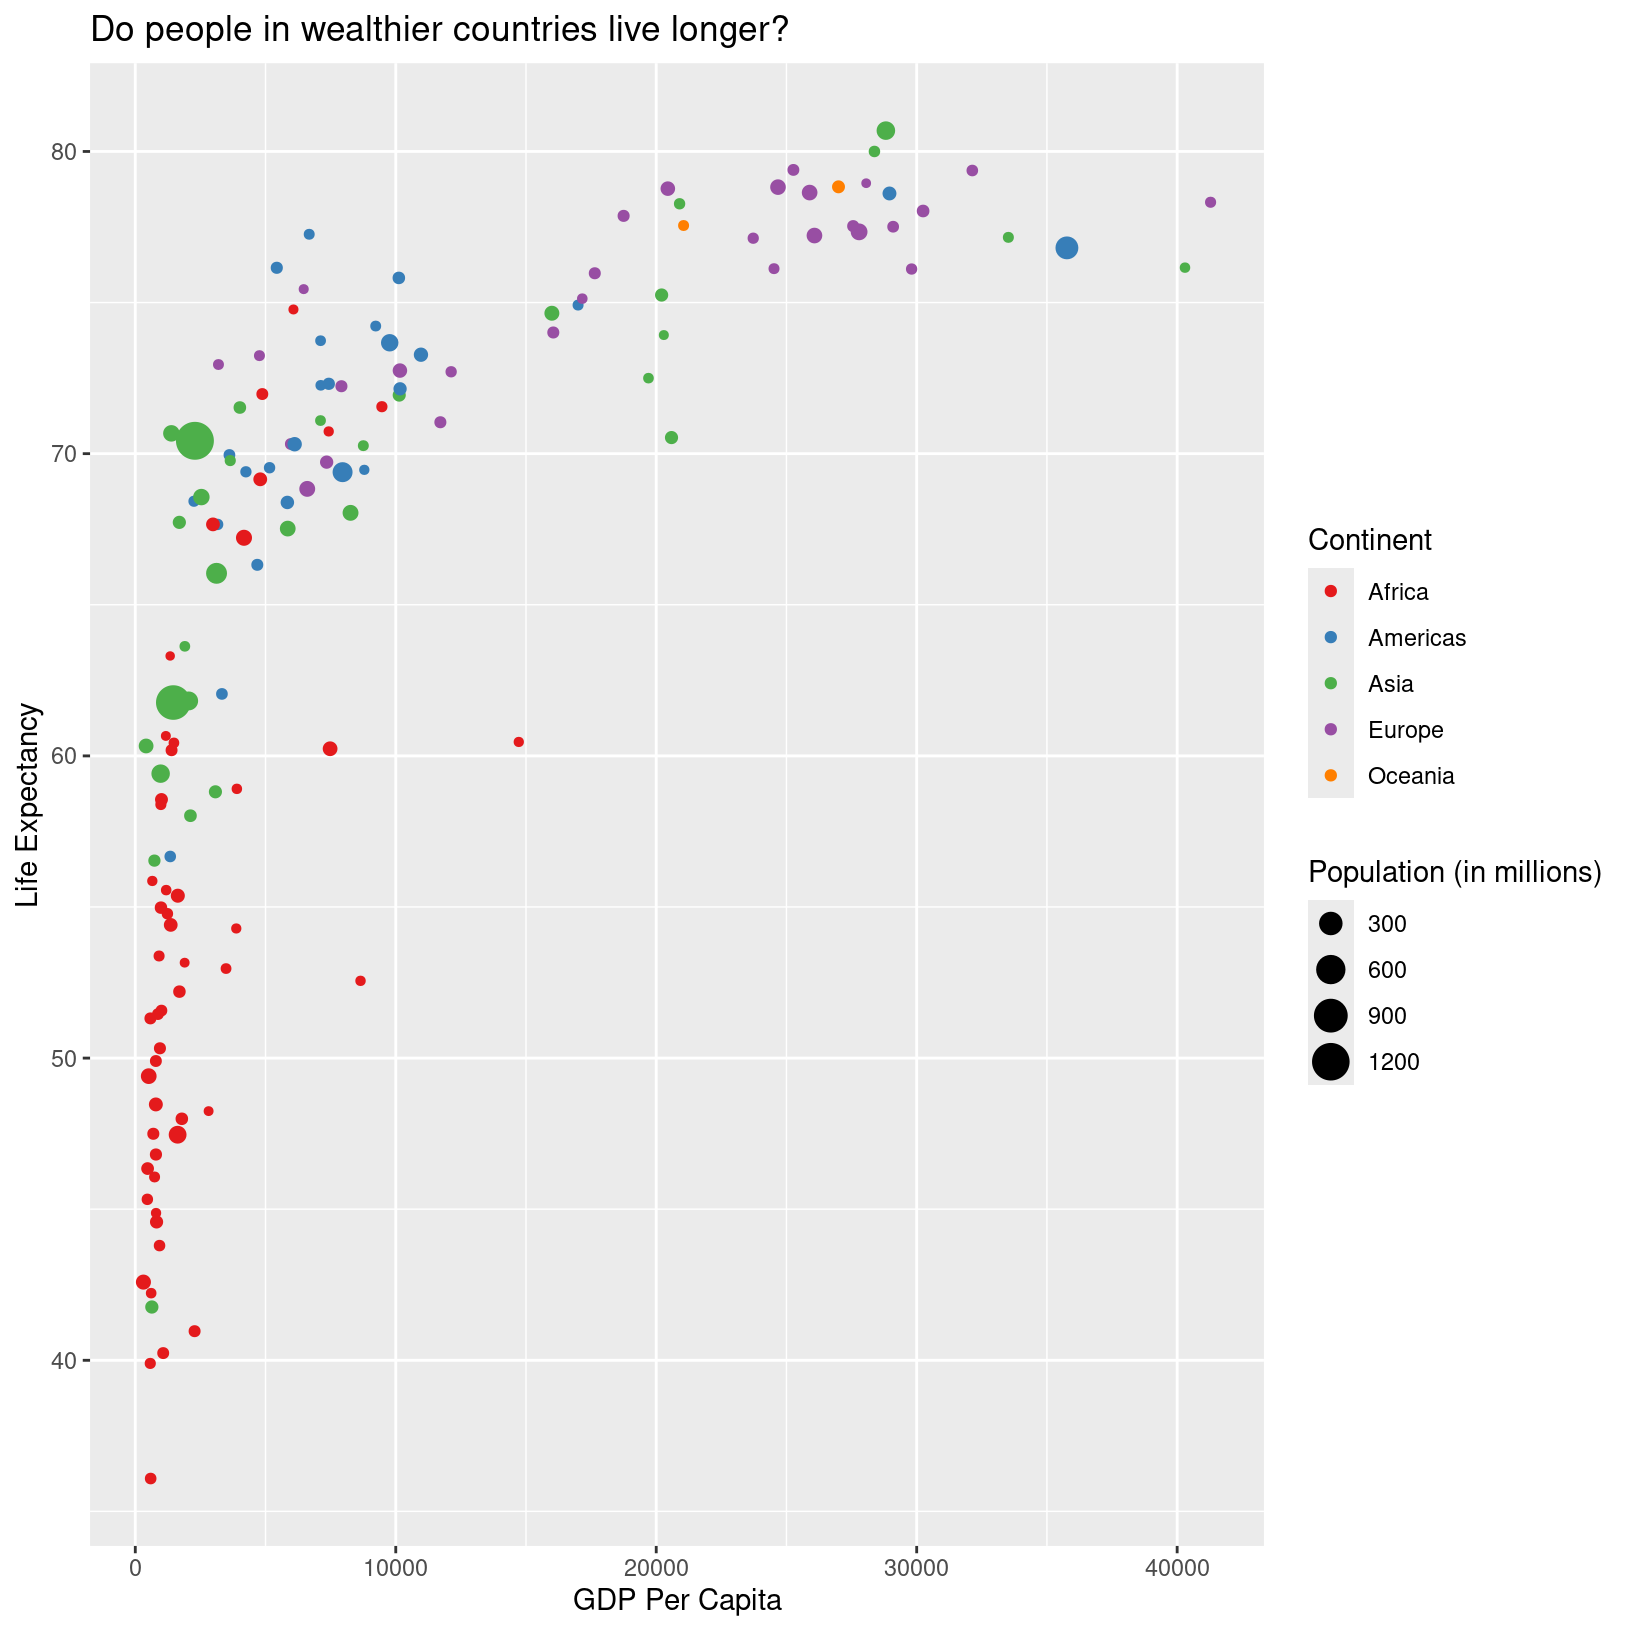 Do people in wealthier countries live longer?
80
70
60
50
40
Life Expectancy
0 10000 20000 30000 40000
GDP Per Capita
Continent
Africa
Americas
Asia
Europe
Oceania
Population (in millions)
300
600
900
1200